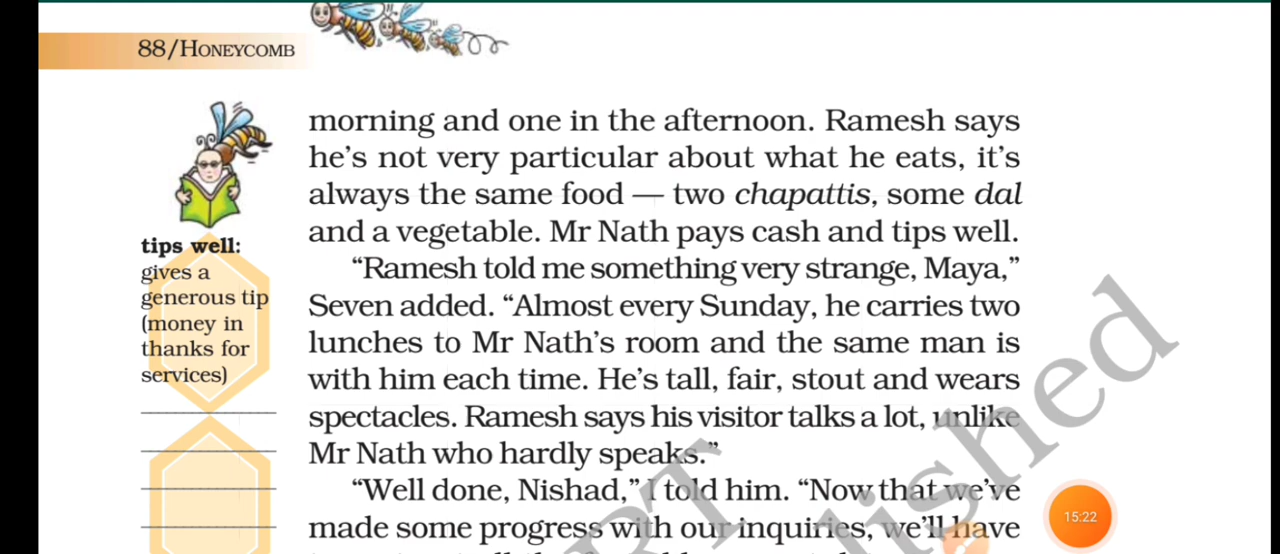 88/HONEYCOMB
morning and one in the afternoon. Ramesh says
he's not very particular about what he eats, it's
always the same food — two chapattis, some dal
and a vegetable. Mr Nath pays cash and tips well.
“Ramesh told me something very strange, Maya,”
Seven added. “Almost every Sunday, he carries two
lunches to Mr Nath's room and the same man is
with him each time. He's tall, fair, stout and wears
spectacles. Ramesh says his visitor talks a lot, unlike
Mr Nath who hardly speaks.”
“Well done, Nishad,” I told him. “Now that we've
made some progress with our inquiries, we'll have
tips well:
gives a
generous tip
(money in
thanks for
services)
15:22